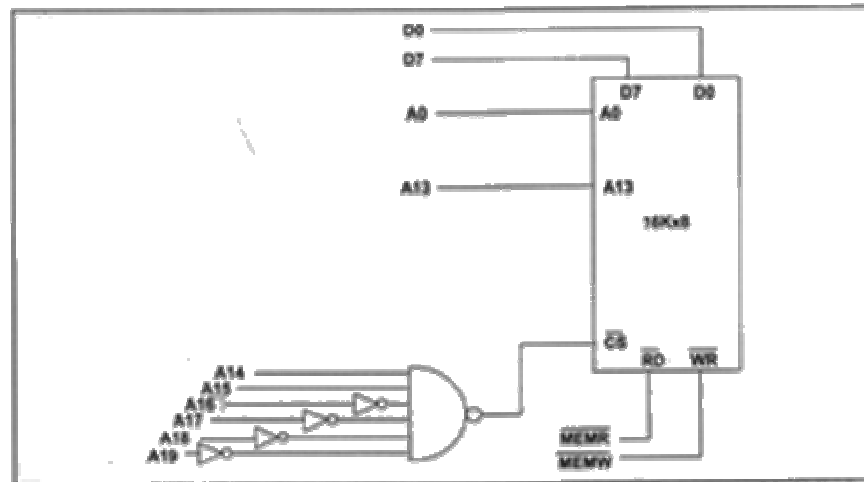 D0
D7
D7 D0
A0 A0
A13 A13
16Kx8
CS
RD WR
A14
A15
A16
A17
A18
A19
MEMR
MEMW